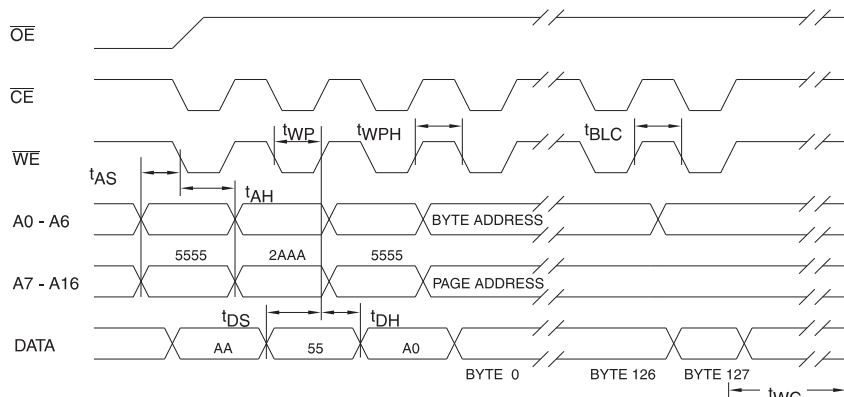 OE
CE
tWP tWPH tBLC
WE
tAS
tAH
A0 - A6 BYTE ADDRESS
5555 2AAA 5555
A7 - A16 PAGE ADDRESS
tDS tDH
DATA AA 55 A0
BYTE 0 BYTE 126 BYTE 127
tWC